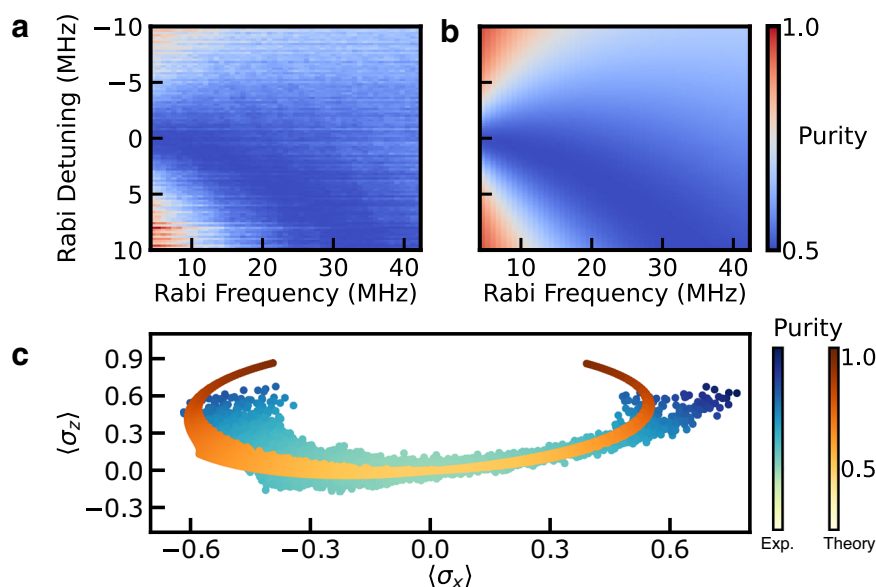 a
b
Rabi Detuning (MHz)
−10
−5
0
5
10
10
20
30
40
Rabi Frequency (MHz)
10
20
30
40
Rabi Frequency (MHz)
1.0
Purity
0.5
c
⟨σz⟩
0.9
0.6
0.3
0.0
−0.3
−0.6
−0.3
0.0
0.3
0.6
⟨σx⟩
Purity
1.0
0.5
Exp.
Theory